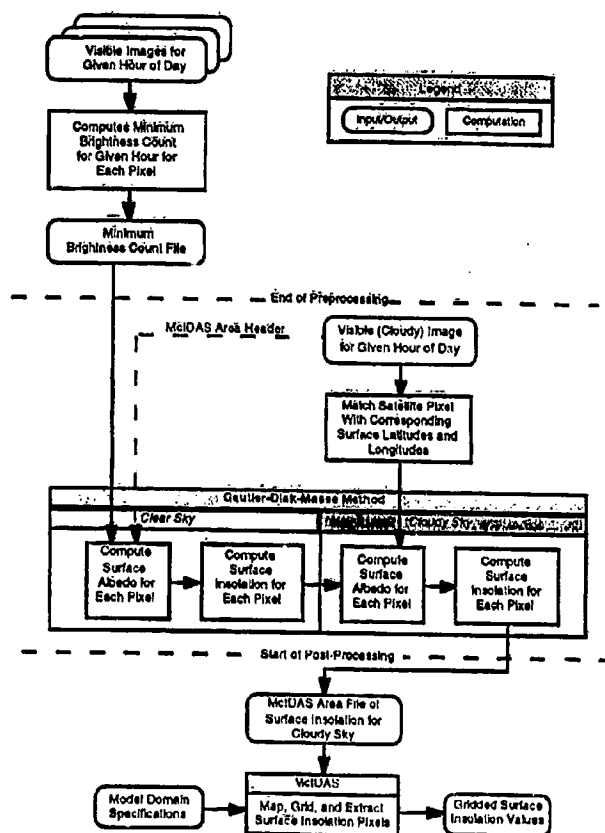 Visible Images for
Given Hour of Day
Legend
Input/Output
Computation
Computes Minimum
Brightness Count
for Given Hour for
Each Pixel
Minimum
Brightness Count File
End of Preprocessing
McIDAS Area Header
Visible (Cloudy) Image
for Given Hour of Day
Match Satellite Pixel
With Corresponding
Surface Latitudes and
Longitudes
Gautier-Diak-Masse Method
Clear Sky
(Cloudy Sky
Compute
Surface
Albedo for
Each Pixel
Compute
Surface
Insolation for
Each Pixel
Compute
Surface
Albedo for
Each Pixel
Compute
Surface
Insolation for
Each Pixel
Start of Post-Processing
McIDAS Area File of
Surface Insolation for
Cloudy Sky
Model Domain
Specifications
McIDAS
Map, Grid, and Extract
Surface Insolation Pixels
Gridded Surface
Insolation Values